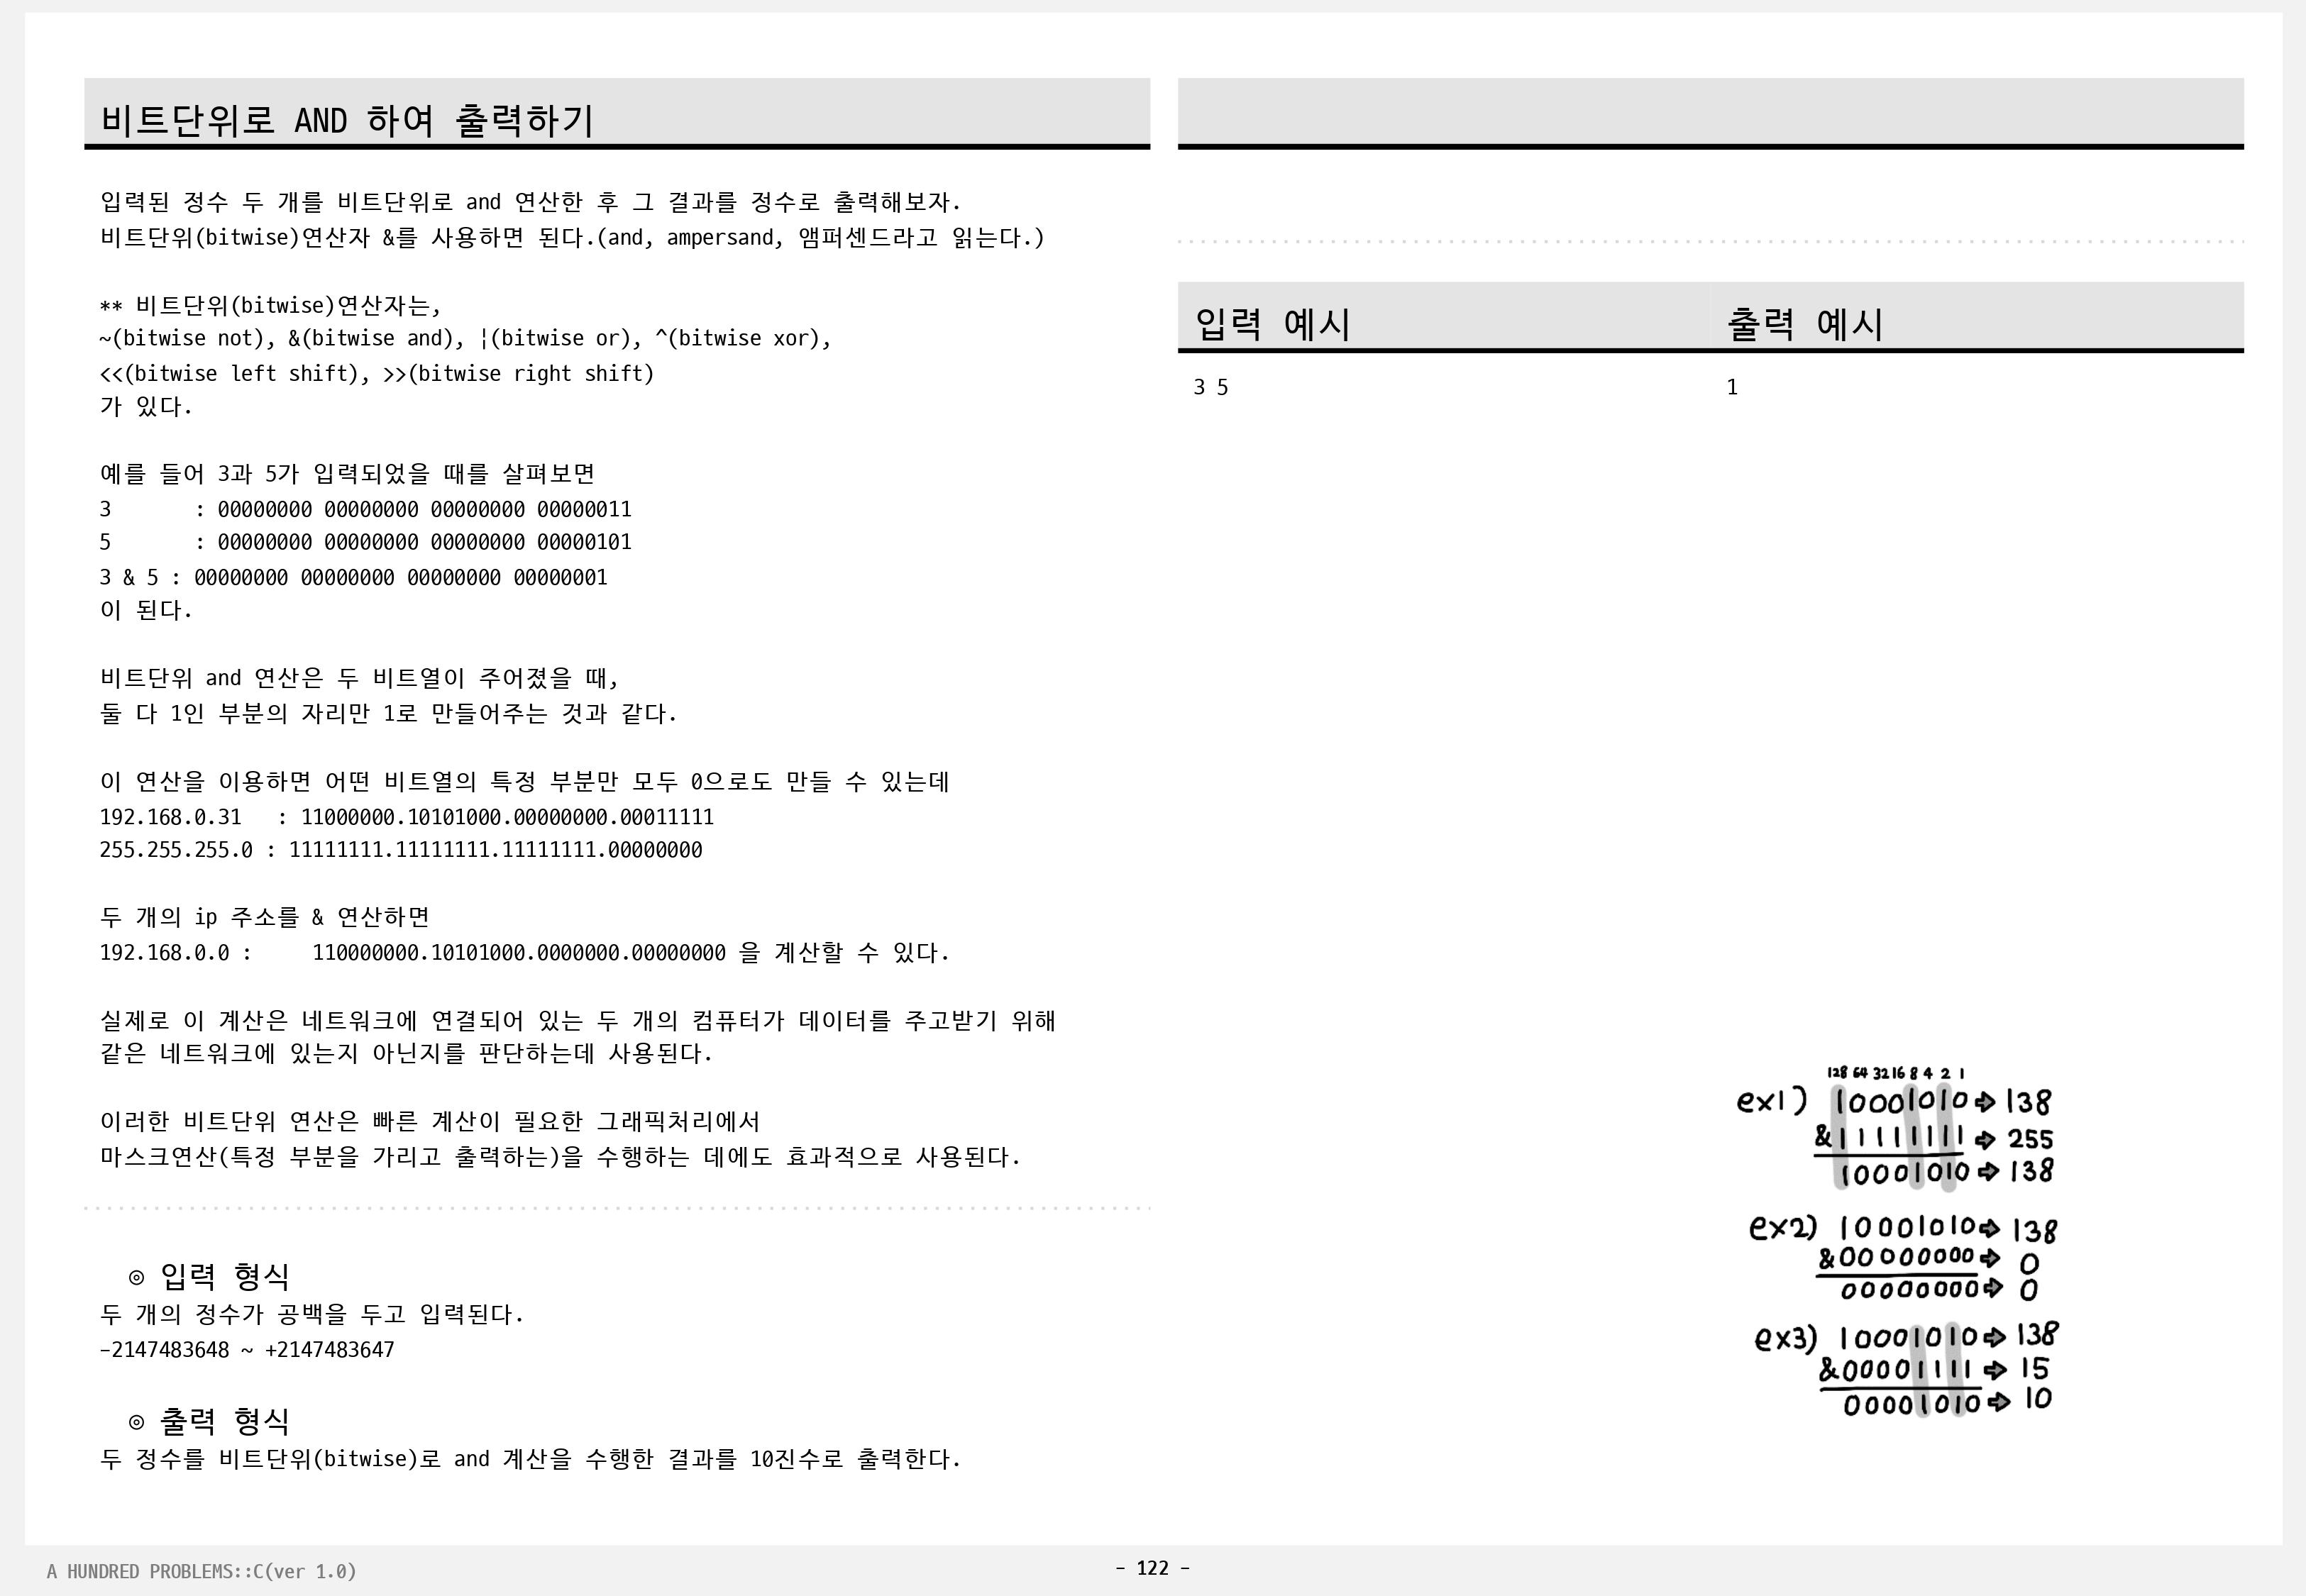 비트단위로 AND 하여 출력하기
입력된 정수 두 개를 비트단위로 and 연산한 후 그 결과를 정수로 출력해보자.
비트단위(bitwise)연산자 &를 사용하면 된다.(and, ampersand, 앰퍼센드라고 읽는다.)
** 비트단위(bitwise)연산자는,
~(bitwise not), &(bitwise and), |(bitwise or), ^(bitwise xor),
<<(bitwise left shift), >>(bitwise right shift)
가 있다.
예를 들어 3과 5가 입력되었을 때를 살펴보면
3 : 00000000 00000000 00000000 00000011
5 : 00000000 00000000 00000000 00000101
3 & 5 : 00000000 00000000 00000000 00000001
이 된다.
비트단위 and 연산은 두 비트열이 주어졌을 때,
둘 다 1인 부분의 자리만 1로 만들어주는 것과 같다.
이 연산을 이용하면 어떤 비트열의 특정 부분만 모두 0으로도 만들 수 있는데
192.168.0.31 : 11000000.10101000.00000000.00011111
255.255.255.0 : 11111111.11111111.11111111.00000000
두 개의 ip 주소를 & 연산하면
192.168.0.0 : 110000000.10101000.0000000.00000000 을 계산할 수 있다.
실제로 이 계산은 네트워크에 연결되어 있는 두 개의 컴퓨터가 데이터를 주고받기 위해
같은 네트워크에 있는지 아닌지를 판단하는데 사용된다.
이러한 비트단위 연산은 빠른 계산이 필요한 그래픽처리에서
마스크연산(특정 부분을 가리고 출력하는)을 수행하는 데에도 효과적으로 사용된다.
◎ 입력 형식
두 개의 정수가 공백을 두고 입력된다.
-2147483648 ~ +2147483647
◎ 출력 형식
두 정수를 비트단위(bitwise)로 and 계산을 수행한 결과를 10진수로 출력한다.
입력 예시 출력 예시
3 5 1
128 64 32 16 8 4 2 1
ex1) 10001010 ⇒ 138
& 11111111 ⇒ 255
10001010 ⇒ 138
ex2) 10001010 ⇒ 138
& 00000000 ⇒ 0
00000000 ⇒ 0
ex3) 10001010 ⇒ 138
& 00001111 ⇒ 15
00001010 ⇒ 10
A HUNDRED PROBLEMS::C(ver 1.0)
- 122 -